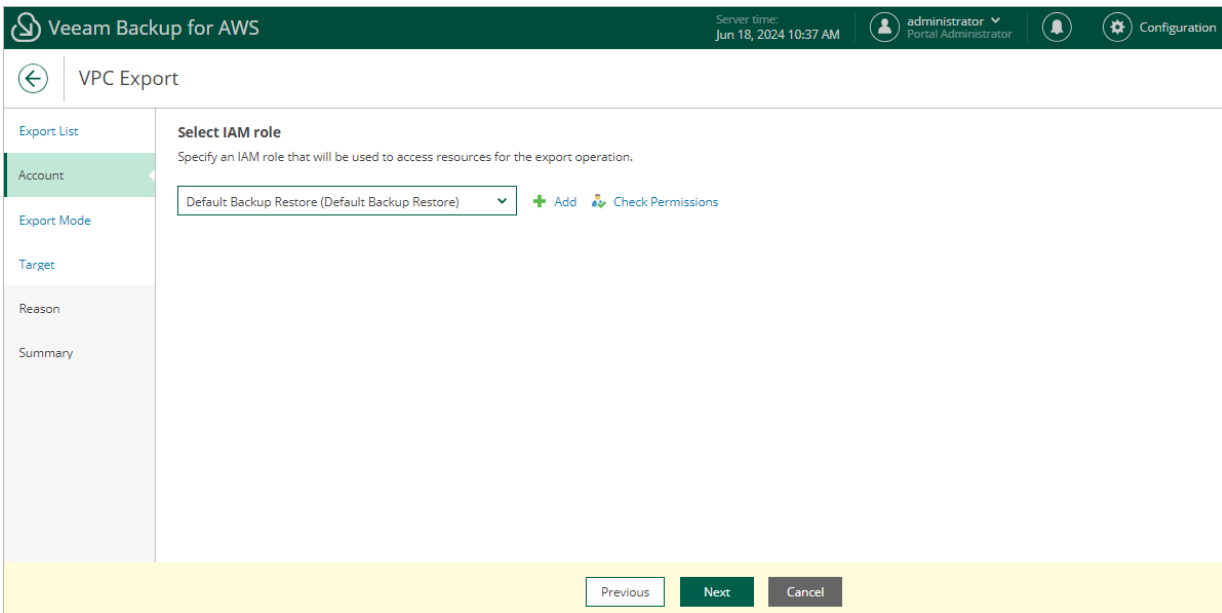 Veeam Backup for AWS
Server time:
Jun 18, 2024 10:37 AM
administrator
Portal Administrator
Configuration
VPC Export
Export List
Account
Export Mode
Target
Reason
Summary
Select IAM role
Specify an IAM role that will be used to access resources for the export operation.
Default Backup Restore (Default Backup Restore)
Add
Check Permissions
Previous
Next
Cancel